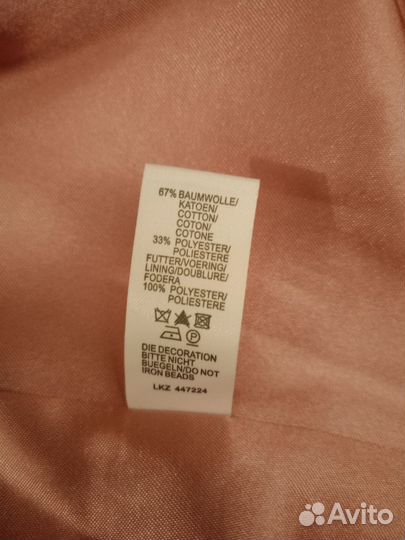 67% BAUMWOLLE/
KATOEN/
COTTON/
COTON/
COTONE
33% POLYESTER/
POLIESTERE
FUTTER/VOERING/
LINING/DOUBLURE/
FODERA
100% POLYESTER/
POLIESTERE
P
DIE DECORATION
BITTE NICHT
BUEGELN/DO NOT
IRON BEADS
LKZ 447224
Avito